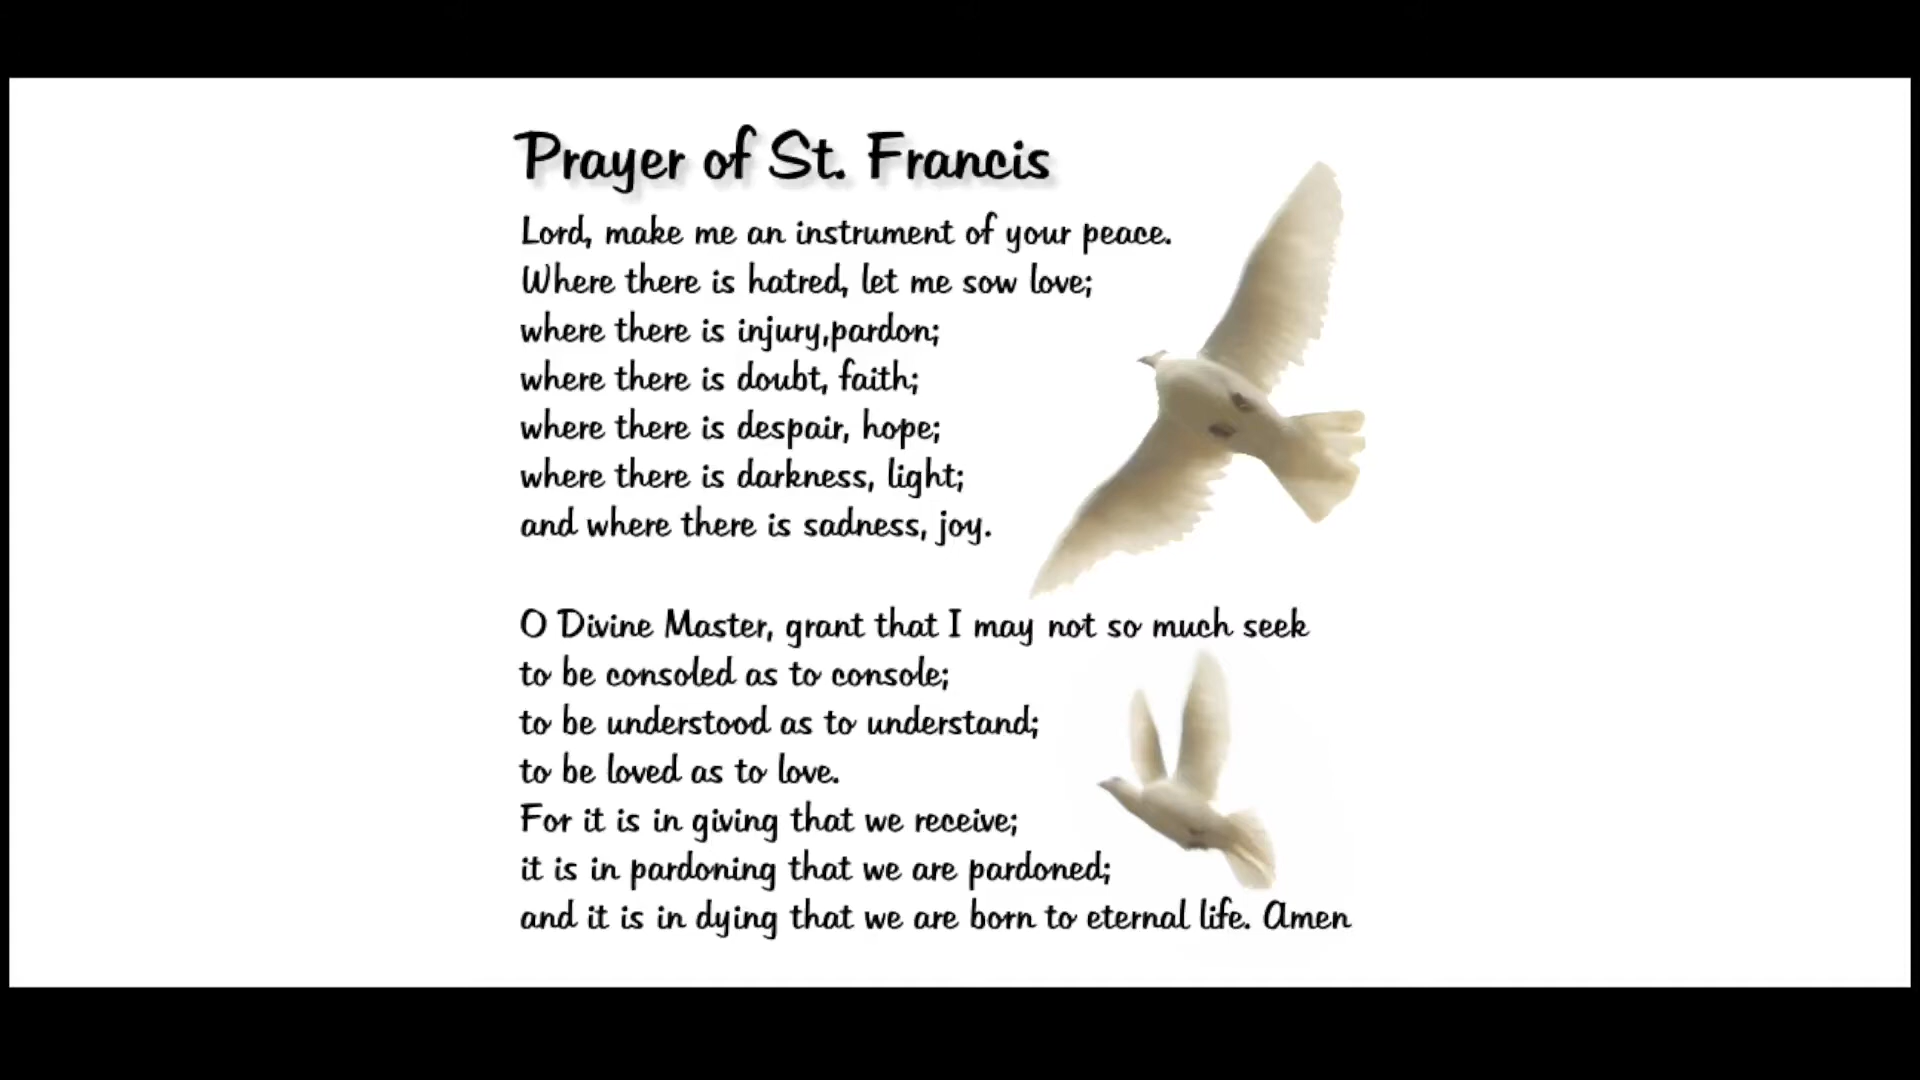 Prayer of St. Francis
Lord, make me an instrument of your peace.
Where there is hatred, let me sow love;
where there is injury,pardon;
where there is doubt, faith;
where there is despair, hope;
where there is darkness, light;
and where there is sadness, joy.
O Divine Master, grant that I may not so much seek
to be consoled as to console;
to be understood as to understand;
to be loved as to love.
For it is in giving that we receive;
it is in pardoning that we are pardoned;
and it is in dying that we are born to eternal life. Amen